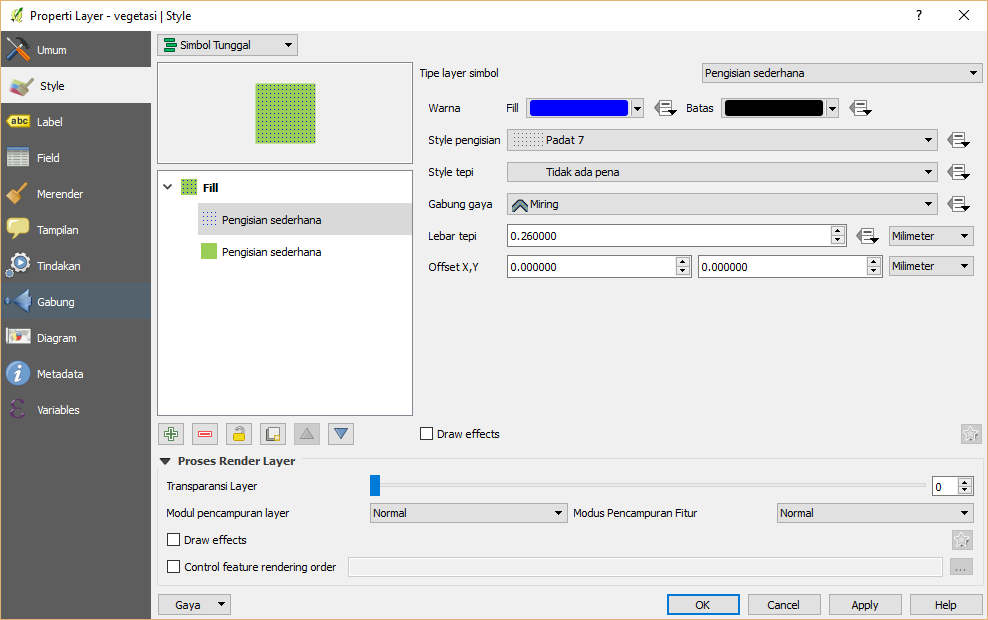 Properti Layer - vegetasi | Style
?
Umum
Style
abc Label
Field
Merender
Tampilan
Tindakan
Gabung
Diagram
Metadata
Variables
Simbol Tunggal
Fill
Pengisian sederhana
Pengisian sederhana
Tipe layer simbol Pengisian sederhana
Warna Fill Batas
Style pengisian Padat 7
Style tepi Tidak ada pena
Gabung gaya Miring
Lebar tepi 0.260000 Milimeter
Offset X,Y 0.000000 0.000000 Milimeter
Draw effects
Proses Render Layer
Transparansi Layer 0
Modul pencampuran layer Normal Modus Pencampuran Fitur Normal
Draw effects
Control feature rendering order ...
Gaya OK Cancel Apply Help